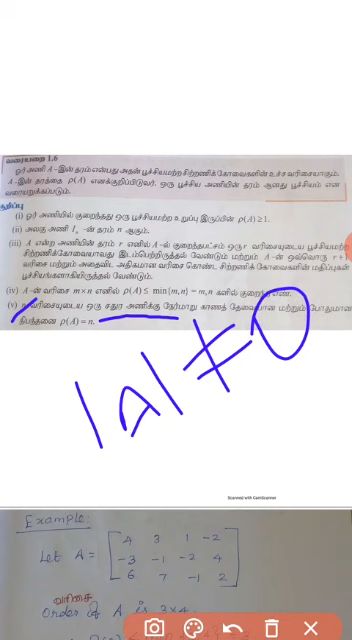 வரையறை 1.6
ஓர் அணி A-இன் தரம் என்பது அதன் பூச்சியமற்ற சிற்றணிக்கோவைகளின் உச்ச வரிசையாகும்.
A-இன் தரத்தை ρ(A) எனக்குறிப்பிடுவர். ஒரு பூச்சிய அணியின் தரம் ஆனது பூச்சியம் என
வரையறுக்கப்படும்.
குறிப்பு
(i) ஓர் அணியில் குறைந்தது ஒரு பூச்சியமற்ற உறுப்பு இருப்பின் ρ(A) ≥ 1.
(ii) அலகு அணி Iₙ -ன் தரம் n ஆகும்.
(iii) A என்ற அணியின் தரம் r எனில் A-ல் குறைந்தபட்சம் ஒரு r வரிசையுடைய பூச்சியமற்ற
சிற்றணிக்கோவையாவது இடம்பெற்றிருத்தல் வேண்டும் மற்றும் A-ன் ஒவ்வொரு r+1
வரிசை மற்றும் அதைவிட அதிகமான வரிசை கொண்ட சிற்றணிக் கோவைகளின் மதிப்புகள்
பூச்சியங்களாகியிருத்தல் வேண்டும்.
(iv) A-ன் வரிசை m×n எனில் ρ(A) ≤ min{m, n} = m, n களில் குறைந்த எண்.
(v) வரிசையுடைய ஒரு சதுர அணிக்கு நேர்மாறு காணத் தேவையான மற்றும் போதுமான
நிபந்தனை ρ(A) = n.
|A| ≠ 0
Scanned with CamScanner
Example:
Let A = [4 3 1 -2
-3 -1 -2 4
6 7 -1 2]
வரிசை
Order of A is 3×4